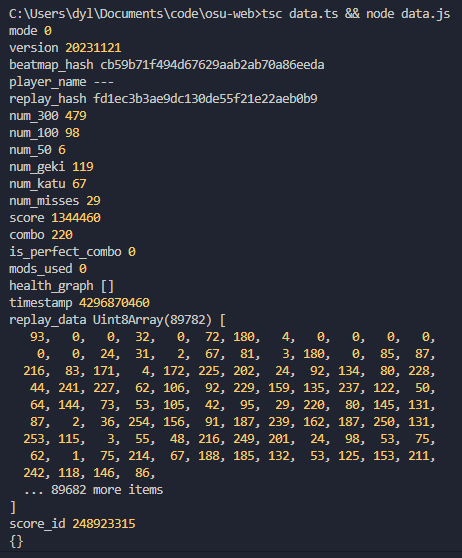 C:\Users\dyl\Documents\code\osu-web>tsc data.ts && node data.js
mode 0
version 20231121
beatmap_hash cb59b71f494d67629aab2ab70a86eeda
player_name ---
replay_hash fd1ec3b3ae9dc130de55f21e22aeb0b9
num_300 479
num_100 98
num_50 6
num_geki 119
num_katu 67
num_misses 29
score 1344460
combo 220
is_perfect_combo 0
mods_used 0
health_graph []
timestamp 4296870460
replay_data Uint8Array(89782) [
93, 0, 0, 32, 0, 72, 180, 4, 0, 0, 0, 0,
0, 0, 24, 31, 2, 67, 81, 3, 180, 0, 85, 87,
216, 83, 171, 4, 172, 225, 202, 24, 92, 134, 80, 228,
44, 241, 227, 62, 106, 92, 229, 159, 135, 237, 122, 50,
64, 144, 73, 53, 105, 42, 95, 29, 220, 80, 145, 131,
87, 2, 36, 254, 156, 91, 187, 239, 162, 187, 250, 131,
253, 115, 3, 55, 48, 216, 249, 201, 24, 98, 53, 75,
62, 1, 75, 214, 67, 188, 185, 132, 53, 125, 153, 211,
242, 118, 146, 86,
... 89682 more items
]
score_id 248923315
{}